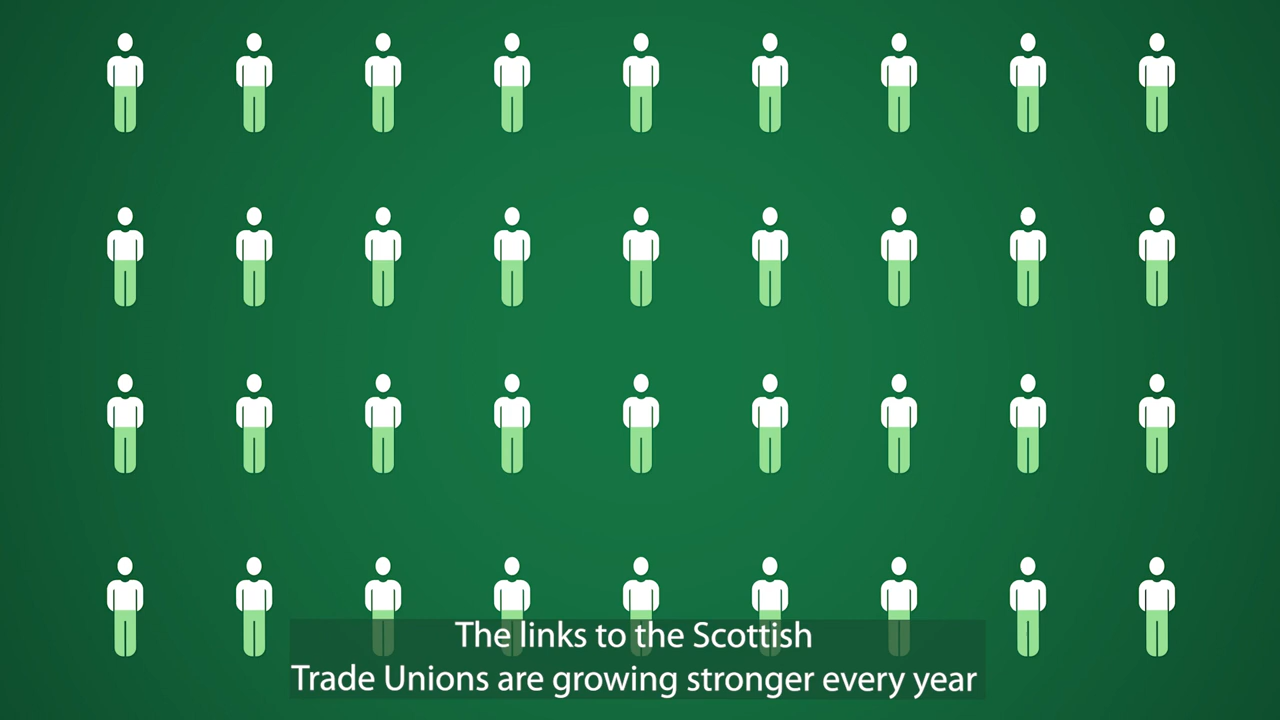 The links to the Scottish
Trade Unions are growing stronger every year